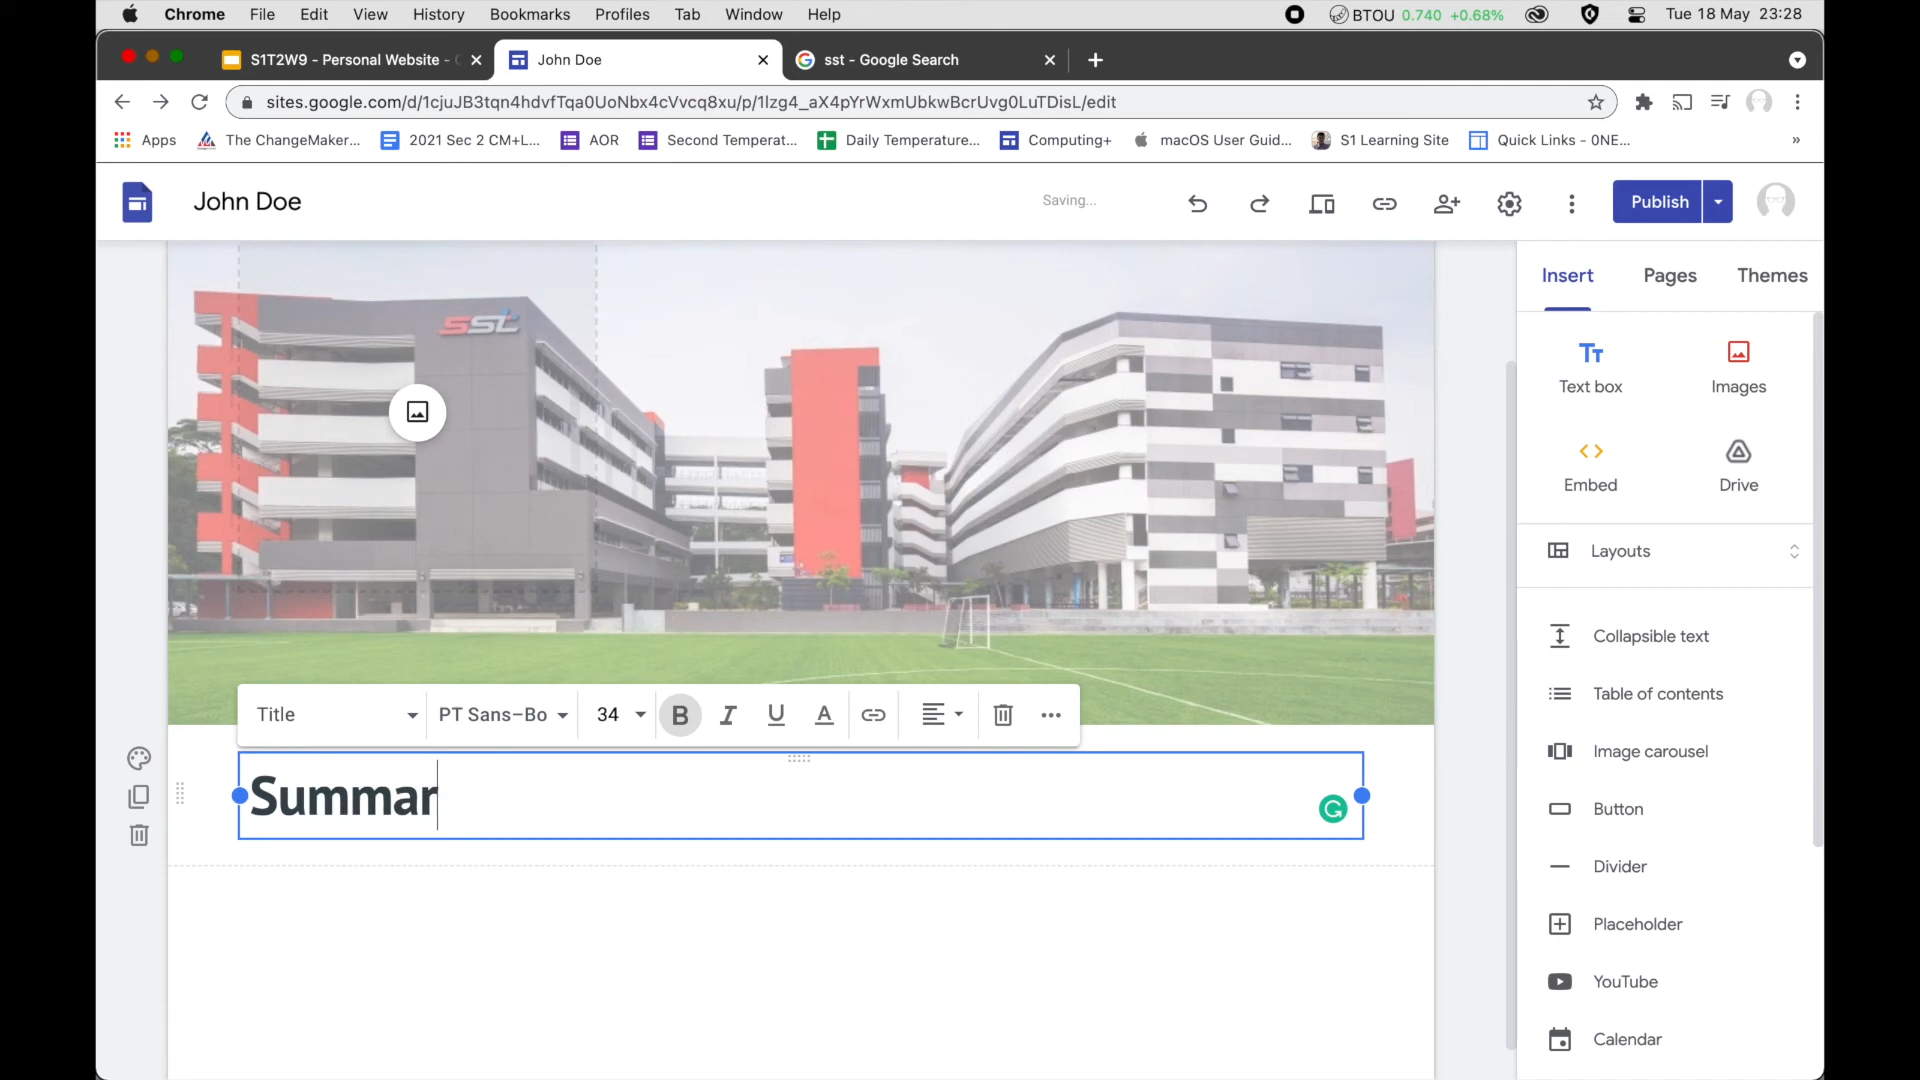 Chrome File Edit View History Bookmarks Profiles Tab Window Help BTOU 0.740 +0.68% Tue 18 May 23:28
S1T2W9 - Personal Website - John Doe sst - Google Search
sites.google.com/d/1cjuJB3tqn4hdvfTqa0UoNbx4cVvcq8xu/p/1lzg4_aX4pYrWxmUbkwBcrUvg0LuTDisL/edit
Apps The ChangeMaker... 2021 Sec 2 CM+L... AOR Second Temperat... Daily Temperature... Computing+ macOS User Guid... S1 Learning Site Quick Links - 0NE... »
John Doe Saving... Publish
Insert Pages Themes
SST
Text box Images
Embed Drive
Layouts
Collapsible text
Table of contents
Title PT Sans-Bo 34 B I U A
Image carousel
Summar
Button
Divider
Placeholder
YouTube
Calendar